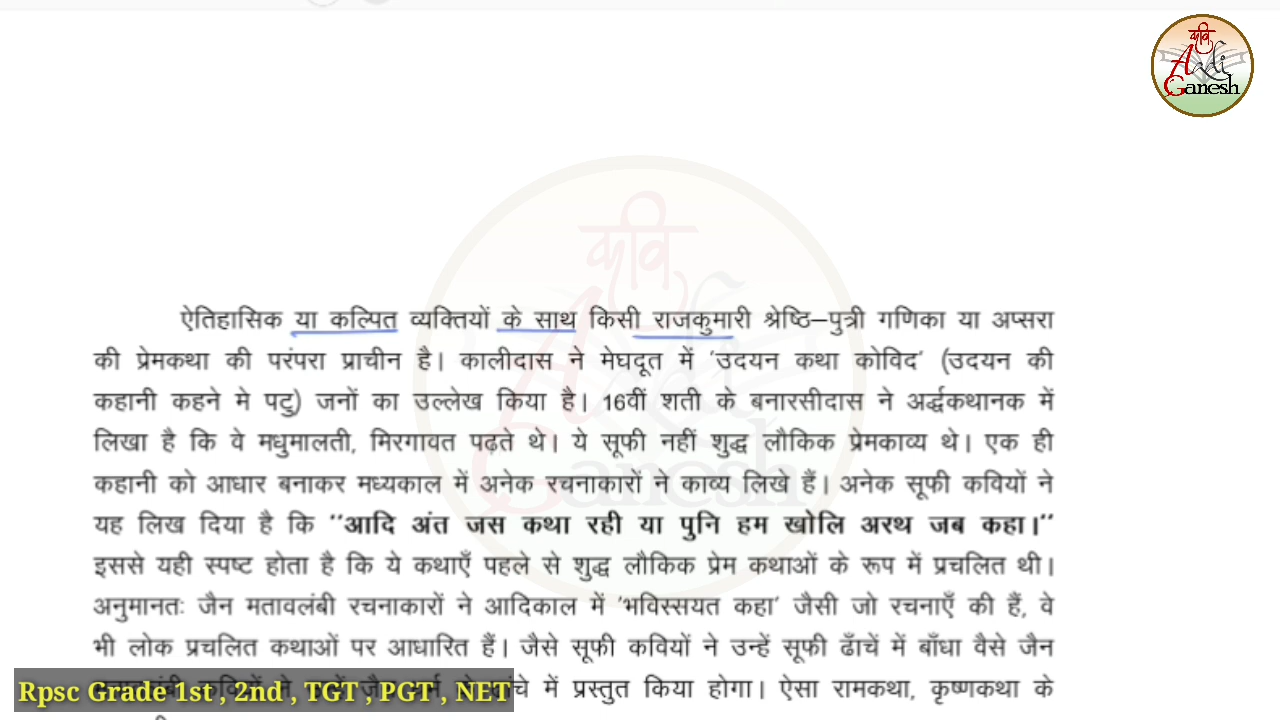 कवि
Aadi
Ganesh
ऐतिहासिक या कल्पित व्यक्तियों के साथ किसी राजकुमारी श्रेष्ठि–पुत्री गणिका या अप्सरा
की प्रेमकथा की परंपरा प्राचीन है। कालीदास ने मेघदूत में 'उदयन कथा कोविद' (उदयन की
कहानी कहने मे पटु) जनों का उल्लेख किया है। 16वीं शती के बनारसीदास ने अर्द्धकथानक में
लिखा है कि वे मधुमालती, मिरगावत पढ़ते थे। ये सूफी नहीं शुद्ध लौकिक प्रेमकाव्य थे। एक ही
कहानी को आधार बनाकर मध्यकाल में अनेक रचनाकारों ने काव्य लिखे हैं। अनेक सूफी कवियों ने
यह लिख दिया है कि "आदि अंत जस कथा रही या पुनि हम खोलि अरथ जब कहा।"
इससे यही स्पष्ट होता है कि ये कथाएँ पहले से शुद्ध लौकिक प्रेम कथाओं के रूप में प्रचलित थी।
अनुमानतः जैन मतावलंबी रचनाकारों ने आदिकाल में 'भविस्सयत कहा' जैसी जो रचनाएँ की हैं, वे
भी लोक प्रचलित कथाओं पर आधारित हैं। जैसे सूफी कवियों ने उन्हें सूफी ढाँचें में बाँधा वैसे जैन
में प्रस्तुत किया होगा। ऐसा रामकथा, कृष्णकथा के
Rpsc Grade 1st , 2nd , TGT , PGT , NET